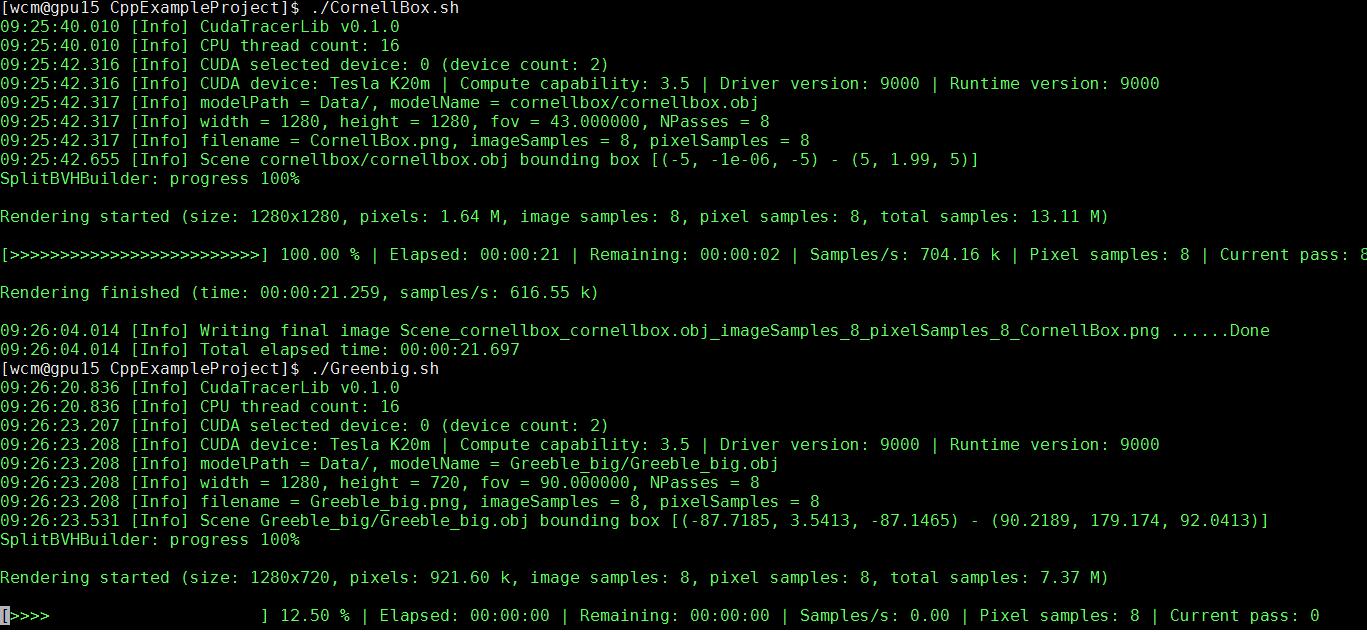 [wcm@gpu15 CppExampleProject]$ ./CornellBox.sh
09:25:40.010 [Info] CudaTracerLib v0.1.0
09:25:40.010 [Info] CPU thread count: 16
09:25:42.316 [Info] CUDA selected device: 0 (device count: 2)
09:25:42.316 [Info] CUDA device: Tesla K20m | Compute capability: 3.5 | Driver version: 9000 | Runtime version: 9000
09:25:42.317 [Info] modelPath = Data/, modelName = cornellbox/cornellbox.obj
09:25:42.317 [Info] width = 1280, height = 1280, fov = 43.000000, NPasses = 8
09:25:42.317 [Info] filename = CornellBox.png, imageSamples = 8, pixelSamples = 8
09:25:42.655 [Info] Scene cornellbox/cornellbox.obj bounding box [(-5, -1e-06, -5) - (5, 1.99, 5)]
SplitBVHBuilder: progress 100%
Rendering started (size: 1280x1280, pixels: 1.64 M, image samples: 8, pixel samples: 8, total samples: 13.11 M)
[>>>>>>>>>>>>>>>>>>>>>>>>>] 100.00 % | Elapsed: 00:00:21 | Remaining: 00:00:02 | Samples/s: 704.16 k | Pixel samples: 8 | Current pass: 8
Rendering finished (time: 00:00:21.259, samples/s: 616.55 k)
09:26:04.014 [Info] Writing final image Scene_cornellbox_cornellbox.obj_imageSamples_8_pixelSamples_8_CornellBox.png ......Done
09:26:04.014 [Info] Total elapsed time: 00:00:21.697
[wcm@gpu15 CppExampleProject]$ ./Greenbig.sh
09:26:20.836 [Info] CudaTracerLib v0.1.0
09:26:20.836 [Info] CPU thread count: 16
09:26:23.207 [Info] CUDA selected device: 0 (device count: 2)
09:26:23.208 [Info] CUDA device: Tesla K20m | Compute capability: 3.5 | Driver version: 9000 | Runtime version: 9000
09:26:23.208 [Info] modelPath = Data/, modelName = Greeble_big/Greeble_big.obj
09:26:23.208 [Info] width = 1280, height = 720, fov = 90.000000, NPasses = 8
09:26:23.208 [Info] filename = Greeble_big.png, imageSamples = 8, pixelSamples = 8
09:26:23.531 [Info] Scene Greeble_big/Greeble_big.obj bounding box [(-87.7185, 3.5413, -87.1465) - (90.2189, 179.174, 92.0413)]
SplitBVHBuilder: progress 100%
Rendering started (size: 1280x720, pixels: 921.60 k, image samples: 8, pixel samples: 8, total samples: 7.37 M)
[>>>>                     ] 12.50 % | Elapsed: 00:00:00 | Remaining: 00:00:00 | Samples/s: 0.00 | Pixel samples: 8 | Current pass: 0